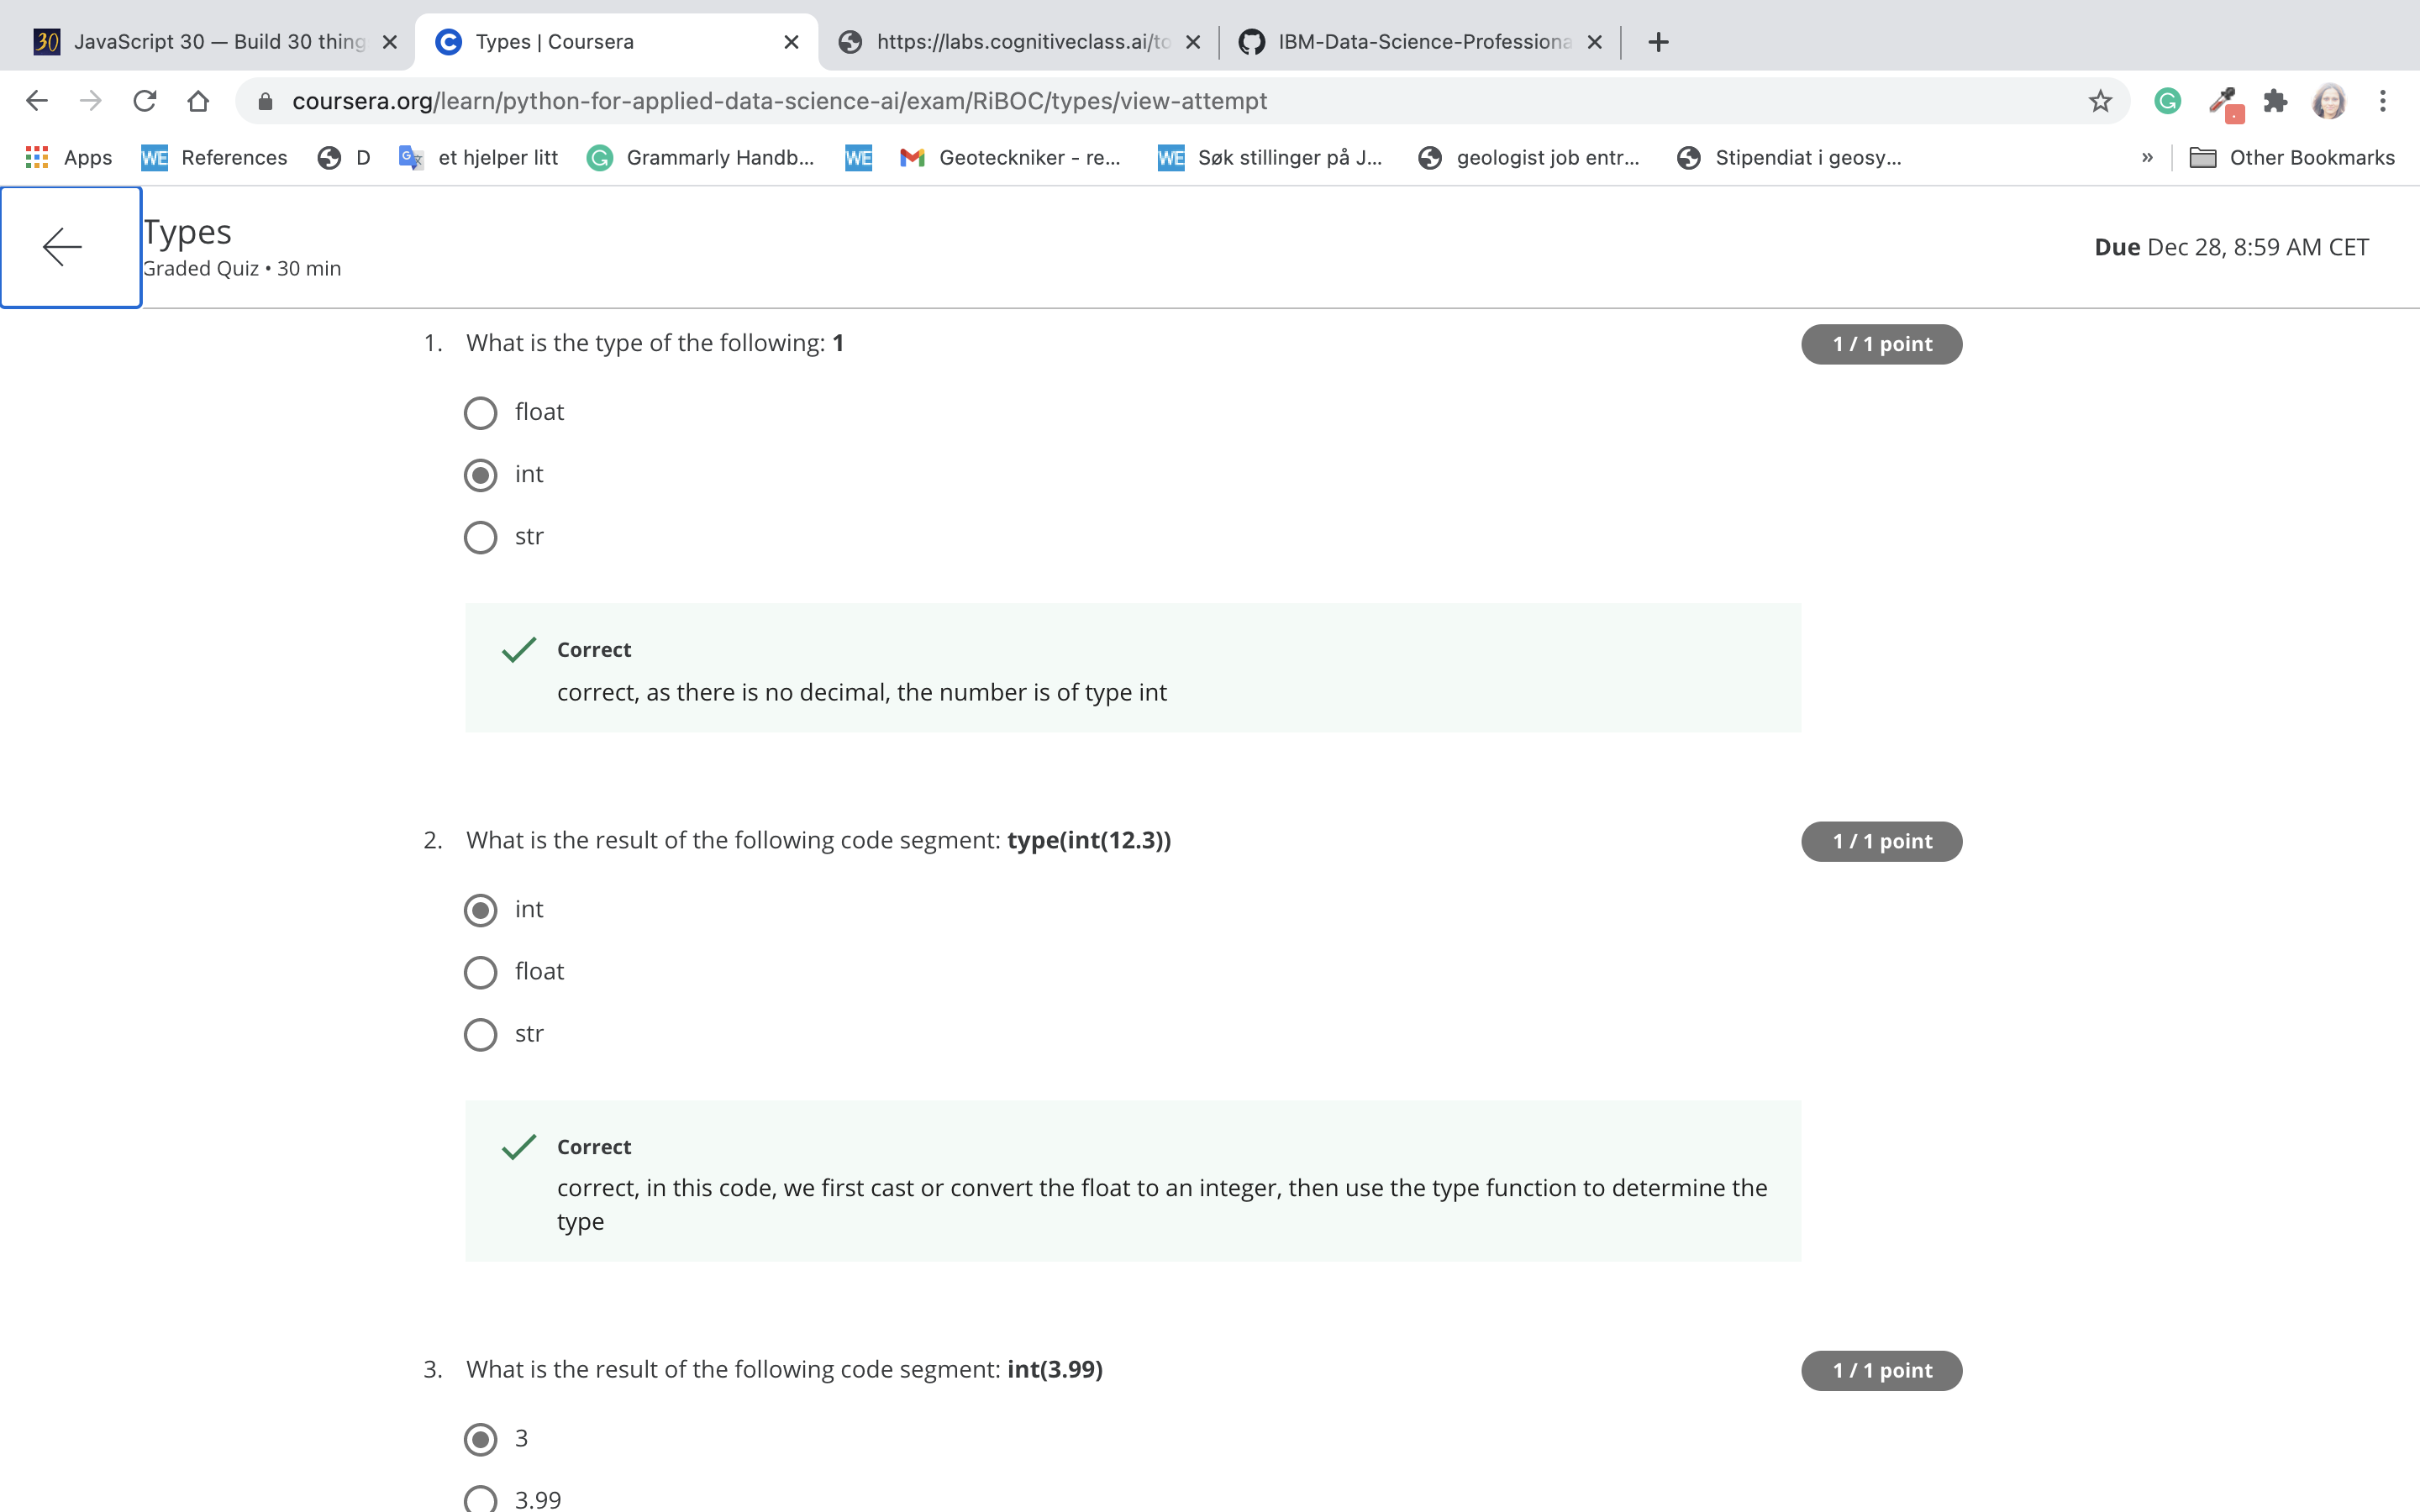 30 JavaScript 30 — Build 30 thing
Types | Coursera
https://labs.cognitiveclass.ai/to
IBM-Data-Science-Professiona
coursera.org/learn/python-for-applied-data-science-ai/exam/RiBOC/types/view-attempt
Apps WE References D et hjelper litt Grammarly Handb... WE Geoteckniker - re... WE Søk stillinger på J... geologist job entr... Stipendiat i geosy... » Other Bookmarks
Types
Graded Quiz • 30 min
Due Dec 28, 8:59 AM CET
1. What is the type of the following: 1
1 / 1 point
float
int
str
Correct
correct, as there is no decimal, the number is of type int
2. What is the result of the following code segment: type(int(12.3))
1 / 1 point
int
float
str
Correct
correct, in this code, we first cast or convert the float to an integer, then use the type function to determine the
type
3. What is the result of the following code segment: int(3.99)
1 / 1 point
3
3.99